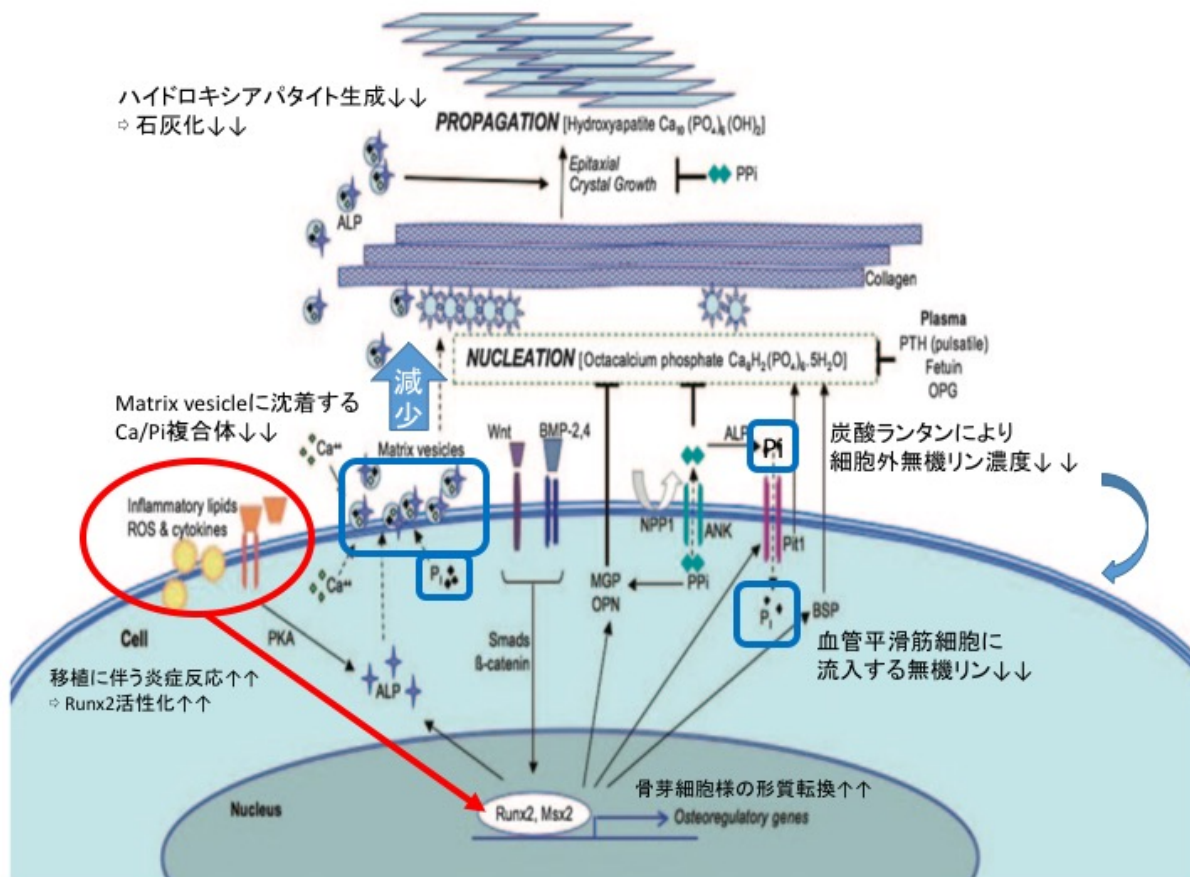 ハイドロキシアパタイト生成↓↓
⇨ 石灰化↓↓
PROPAGATION [Hydroxyapatite Ca₁₀(PO₄)₆(OH)₂]
Epitaxial
Crystal Growth
PPi
ALP
Collagen
Plasma
PTH (pulsatile)
Fetuin
OPG
NUCLEATION [Octacalcium phosphate Ca₈H₂(PO₄)₆.5H₂O]
減少
Matrix vesicleに沈着する
Ca/Pi複合体↓↓
Ca⁺⁺
Matrix vesicles
Wnt
BMP-2,4
ALP
Pi
炭酸ランタンにより
細胞外無機リン濃度↓ ↓
Inflammatory lipids
ROS & cytokines
NPP1
ANK
Pit1
Ca⁺⁺
Pi
MGP
OPN
PPi
Pi
BSP
Cell
PKA
Smads
ß-catenin
血管平滑筋細胞に
流入する無機リン↓↓
移植に伴う炎症反応↑↑
⇨ Runx2活性化↑↑
ALP
骨芽細胞様の形質転換↑↑
Nucleus
Runx2, Msx2
Osteoregulatory genes